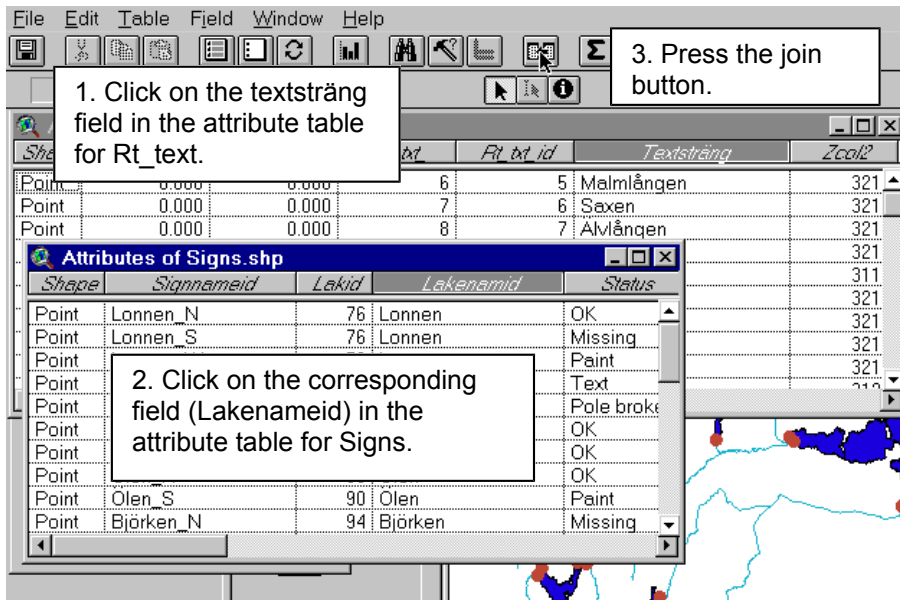 File Edit Table Field Window Help
3. Press the join
button.
1. Click on the textsträng
field in the attribute table
for Rt_text.
txt_ Rt_txt_id Textsträng Zcol2
Point 0.000 0.000 6 5 Malmlången 321
Point 0.000 0.000 7 6 Saxen 321
Point 0.000 0.000 8 7 Älvlången 321
321
311
321
321
321
321
Attributes of Signs.shp
Shape Signnameid Lakid Lakenamid Status
Point Lonnen_N 76 Lonnen OK
Point Lonnen_S 76 Lonnen Missing
Point Paint
Point Text
Point Pole broke
Point OK
Point OK
Point OK
2. Click on the corresponding
field (Lakenameid) in the
attribute table for Signs.
Point Ölen_S 90 Ölen Paint
Point Björken_N 94 Björken Missing